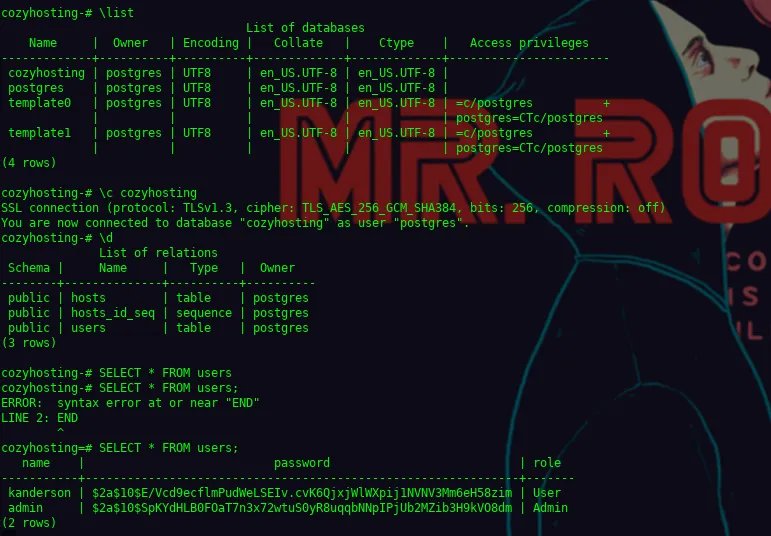 cozyhosting-# \list
List of databases
Name | Owner | Encoding | Collate | Ctype | Access privileges
------------+----------+----------+-------------+-------------+-----------------------
cozyhosting | postgres | UTF8 | en_US.UTF-8 | en_US.UTF-8 |
postgres | postgres | UTF8 | en_US.UTF-8 | en_US.UTF-8 |
template0 | postgres | UTF8 | en_US.UTF-8 | en_US.UTF-8 | =c/postgres +
| | | | | postgres=CTc/postgres
template1 | postgres | UTF8 | en_US.UTF-8 | en_US.UTF-8 | =c/postgres +
| | | | | postgres=CTc/postgres
(4 rows)
cozyhosting-# \c cozyhosting
SSL connection (protocol: TLSv1.3, cipher: TLS_AES_256_GCM_SHA384, bits: 256, compression: off)
You are now connected to database "cozyhosting" as user "postgres".
cozyhosting-# \d
List of relations
Schema | Name | Type | Owner
--------+--------------+----------+----------
public | hosts | table | postgres
public | hosts_id_seq | sequence | postgres
public | users | table | postgres
(3 rows)
cozyhosting-# SELECT * FROM users
cozyhosting-# SELECT * FROM users;
ERROR: syntax error at or near "END"
LINE 2: END
^
cozyhosting=# SELECT * FROM users;
name | password | role
-----------+--------------------------------------------------------------+-------
kanderson | $2a$10$E/Vcd9ecflmPudWeLSEIv.cvK6QjxjWlWXpij1NVNV3Mm6eH58zim | User
admin | $2a$10$SpKYdHLB0FOaT7n3x72wtuS0yR8uqqbNNpIPjUb2MZib3H9kVO8dm | Admin
(2 rows)
MR. RO
CO
IS